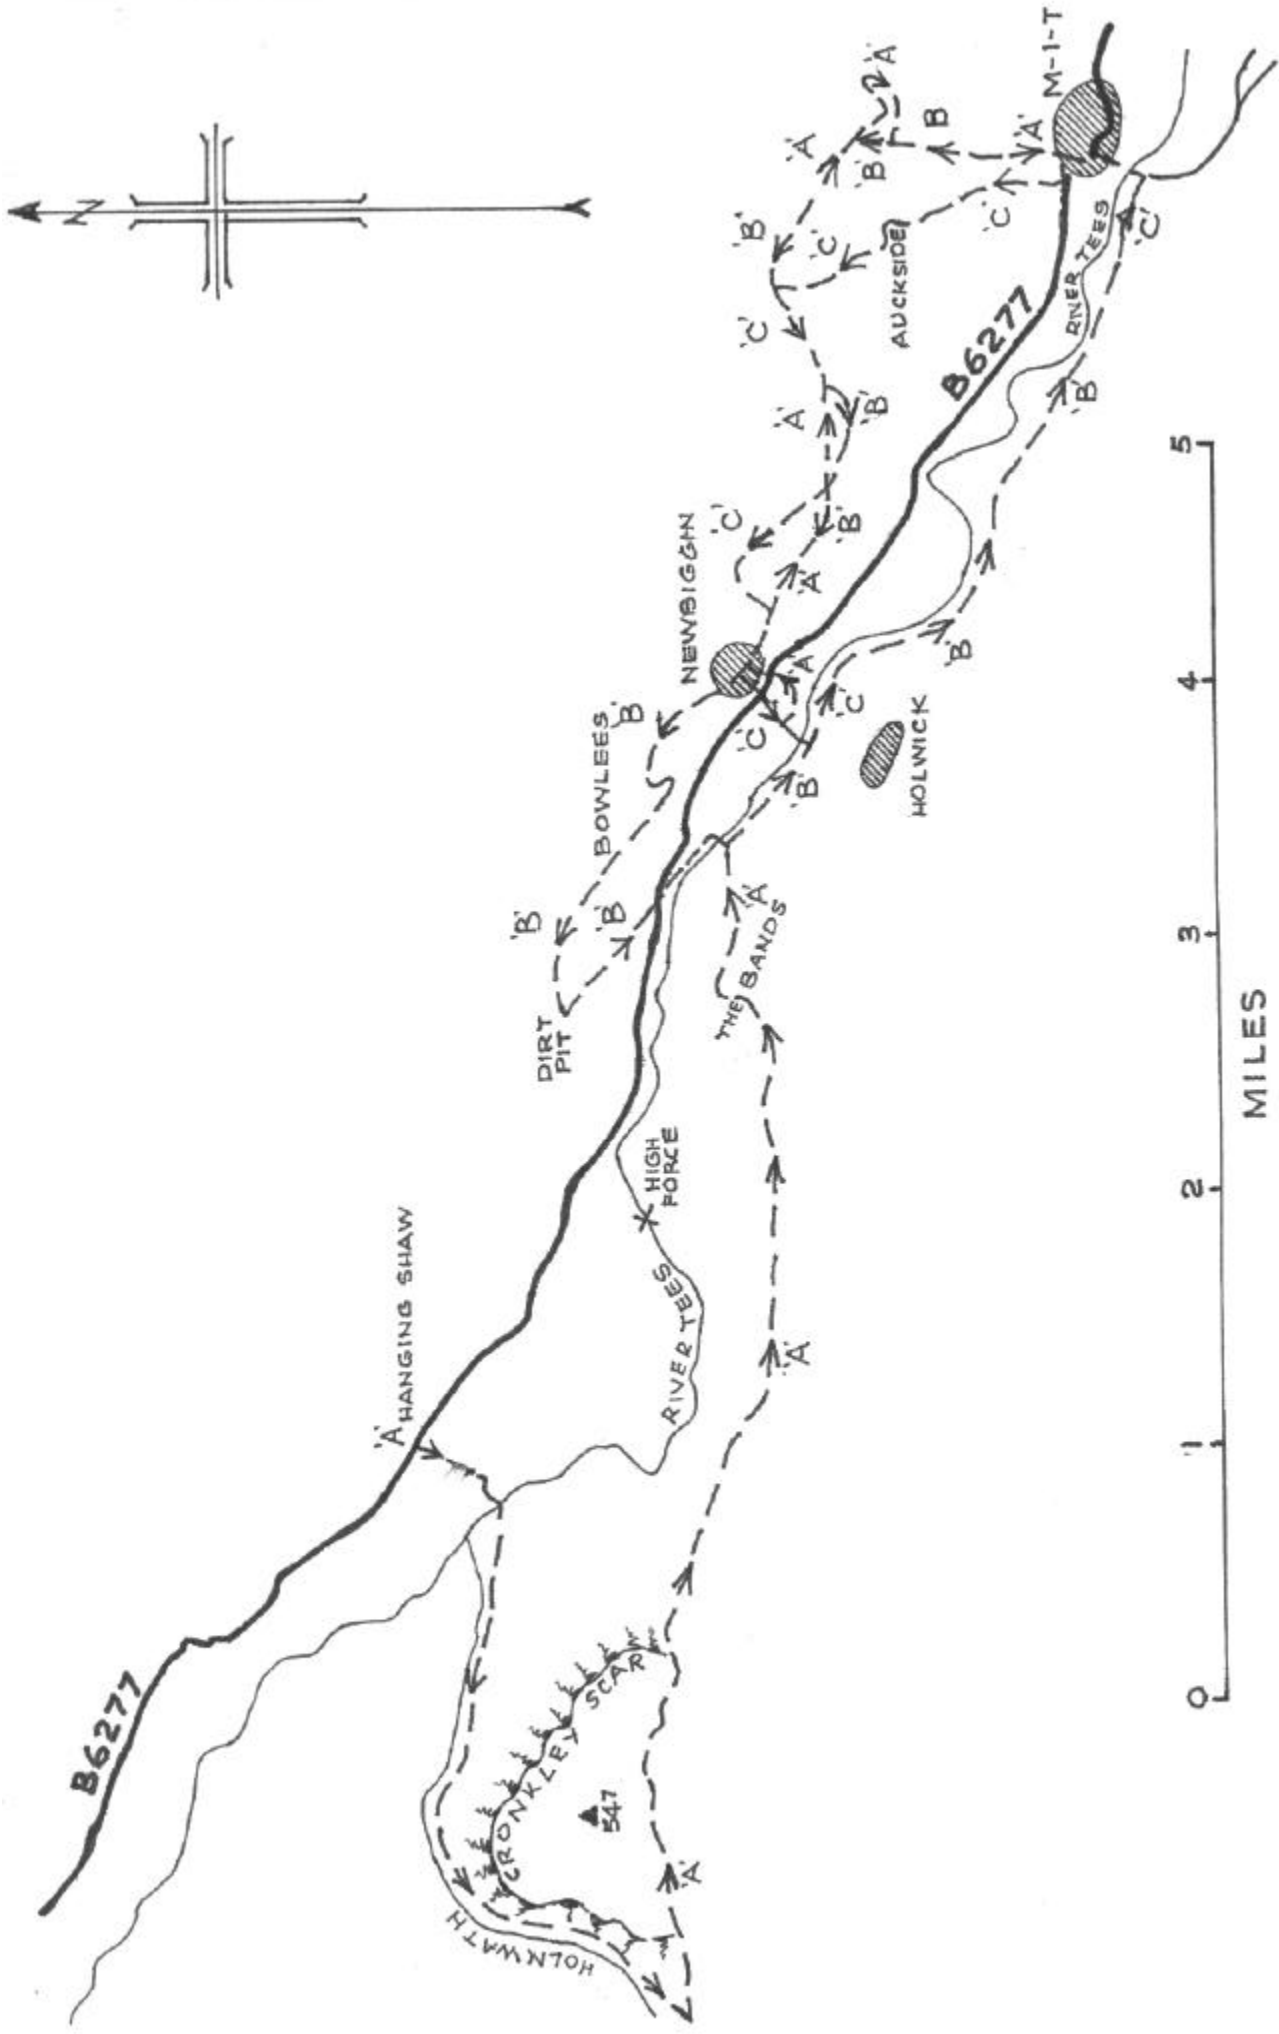 N
B6277
'A'
HANGING SHAW
HOLMWATH
CRONKLEY SCAR
547
'A'
RIVER TEES
HIGH
FORCE
'A'
DIRT
PIT
'B'
'B'
BOWLEES
'B'
THE BANDS
'A'
NEWBIGGIN
'C'
'A'
'B'
'C'
HOLWICK
'B'
'C'
'A'
'B'
'A'
'B'
'C'
'B'
'C'
AUCKSIDE
B6277
RIVER TEES
'B'
'A'
'B'
'A'
B
'A'
'C'
M-I-T
'C'
0 1 2 3 4 5
MILES